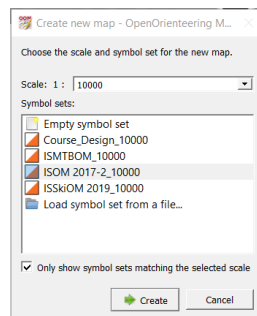 Create new map - OpenOrienteering M...
Choose the scale and symbol set for the new map.
Scale: 1 : 10000
Symbol sets:
Empty symbol set
Course_Design_10000
ISMTBOM_10000
ISOM 2017-2_10000
ISSkiOM 2019_10000
Load symbol set from a file...
Only show symbol sets matching the selected scale
Create Cancel